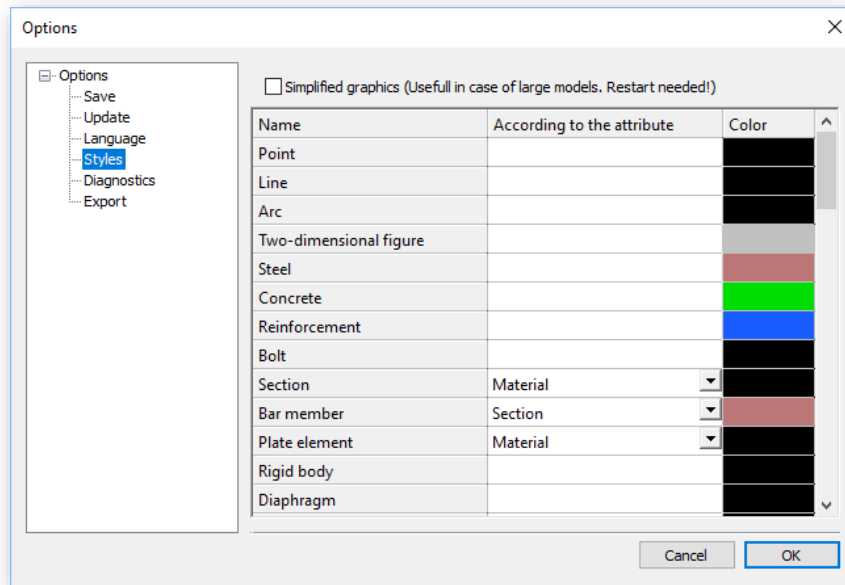 Options
Options
Save
Update
Language
Styles
Diagnostics
Export
Simplified graphics (Usefull in case of large models. Restart needed!)
Name According to the attribute Color
Point
Line
Arc
Two-dimensional figure
Steel
Concrete
Reinforcement
Bolt
Section Material
Bar member Section
Plate element Material
Rigid body
Diaphragm
Cancel OK